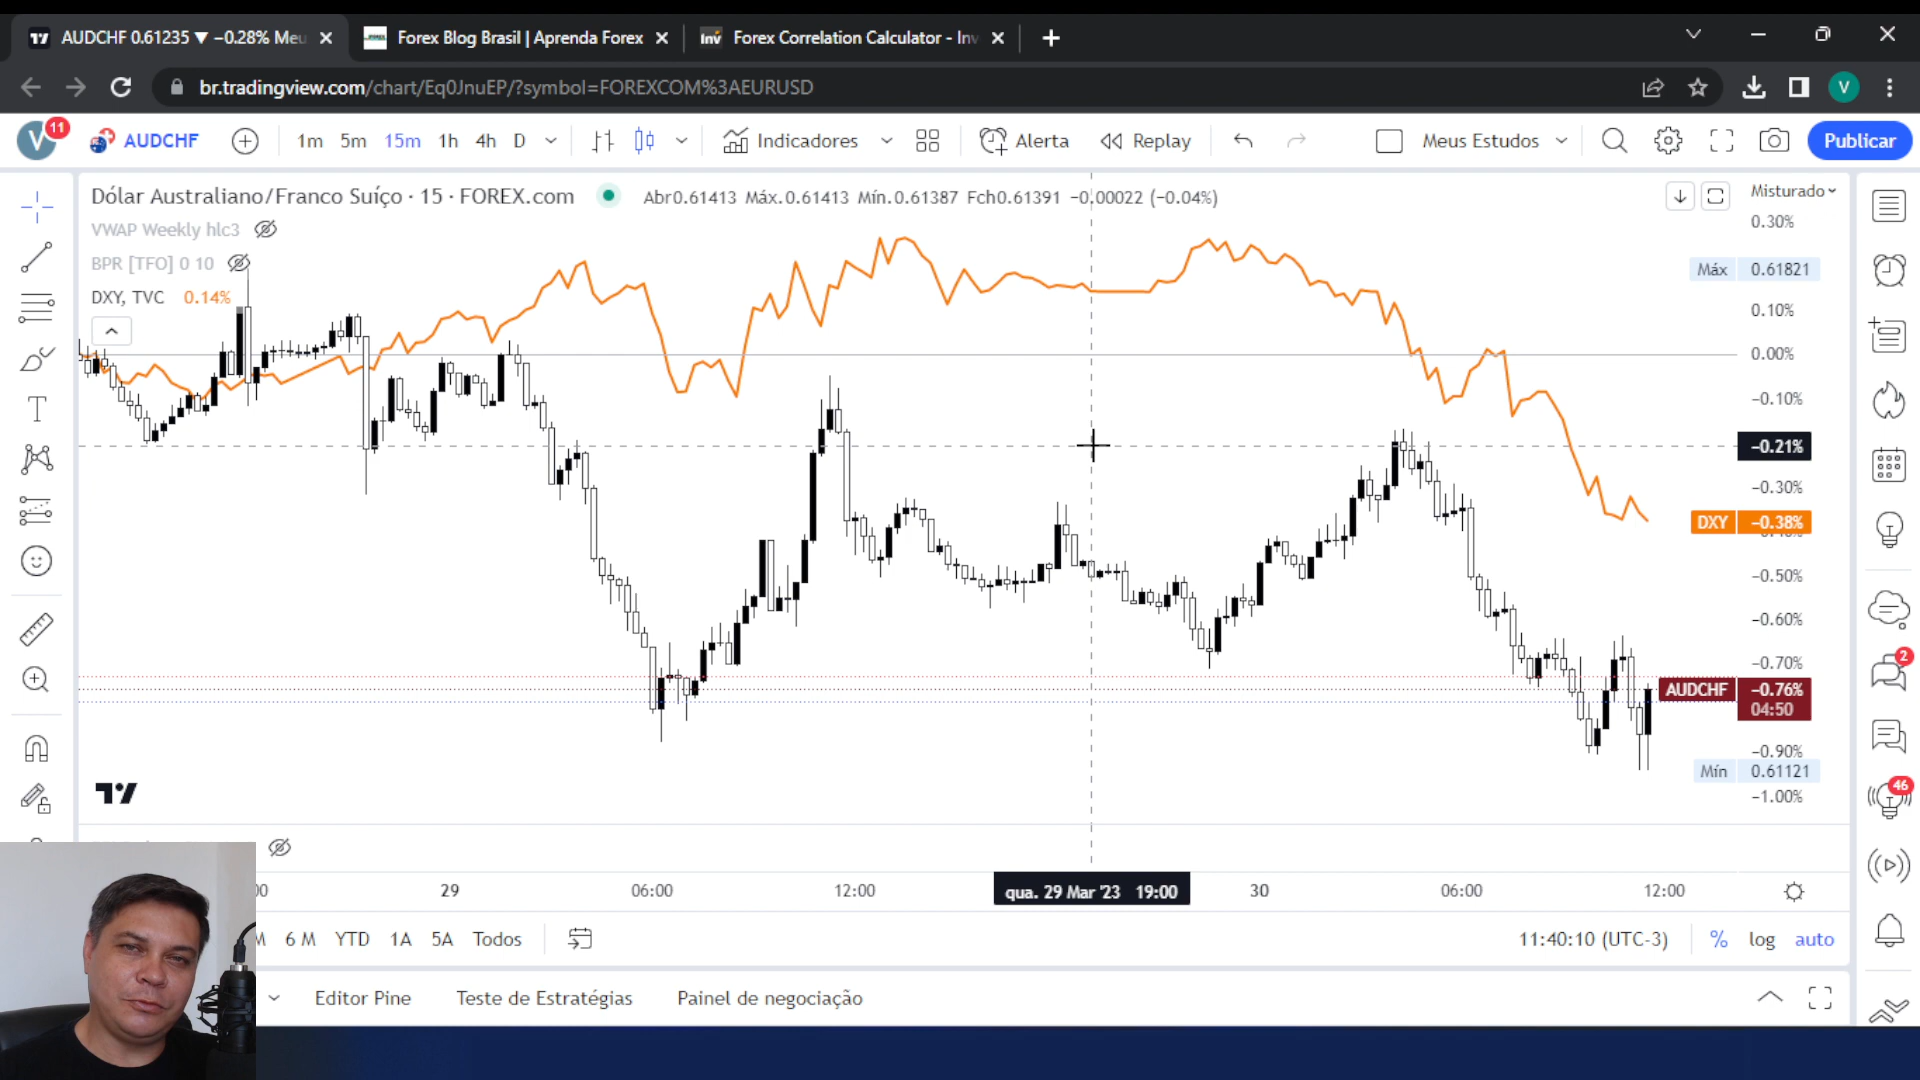 AUDCHF 0.61235 ▼ −0.28% Meu
Forex Blog Brasil | Aprenda Forex
Inv Forex Correlation Calculator - Inv
br.tradingview.com/chart/Eq0JnuEP/?symbol=FOREXCOM%3AEURUSD
V
V 11 AUDCHF 1m 5m 15m 1h 4h D Indicadores Alerta Replay Meus Estudos Publicar
Dólar Australiano/Franco Suíço · 15 · FOREX.com Abr0.61413 Máx.0.61413 Mín.0.61387 Fch0.61391 −0.00022 (−0.04%)
Misturado
VWAP Weekly hlc3
0.30%
BPR [TFO] 0 10
Máx 0.61821
DXY, TVC 0.14%
0.10%
0.00%
−0.10%
−0.21%
−0.30%
DXY −0.38%
−0.50%
−0.60%
−0.70%
2
AUDCHF −0.76%
04:50
−0.90%
Mín 0.61121
−1.00%
46
29 06:00 12:00 qua. 29 Mar '23 19:00 30 06:00 12:00
6 M YTD 1A 5A Todos 11:40:10 (UTC-3) % log auto
Editor Pine Teste de Estratégias Painel de negociação